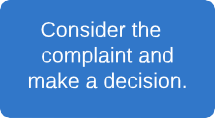 Consider the
complaint and
make a decision.